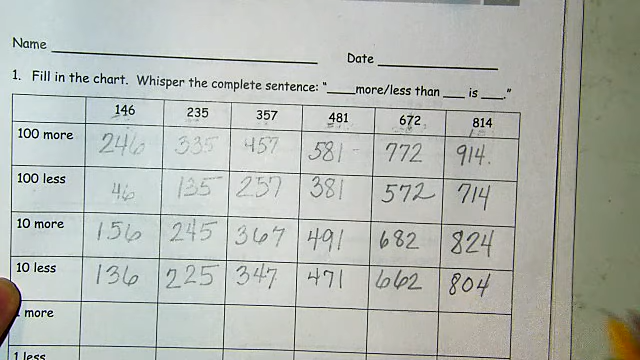 Name ____________ Date ____________
1. Fill in the chart. Whisper the complete sentence: "____more/less than ___ is ___."
146 235 357 481 672 814
100 more 246 335 457 581 772 914.
100 less 46 135 257 381 572 714
10 more 156 245 367 491 682 824
10 less 136 225 347 471 662 804
more
1 less